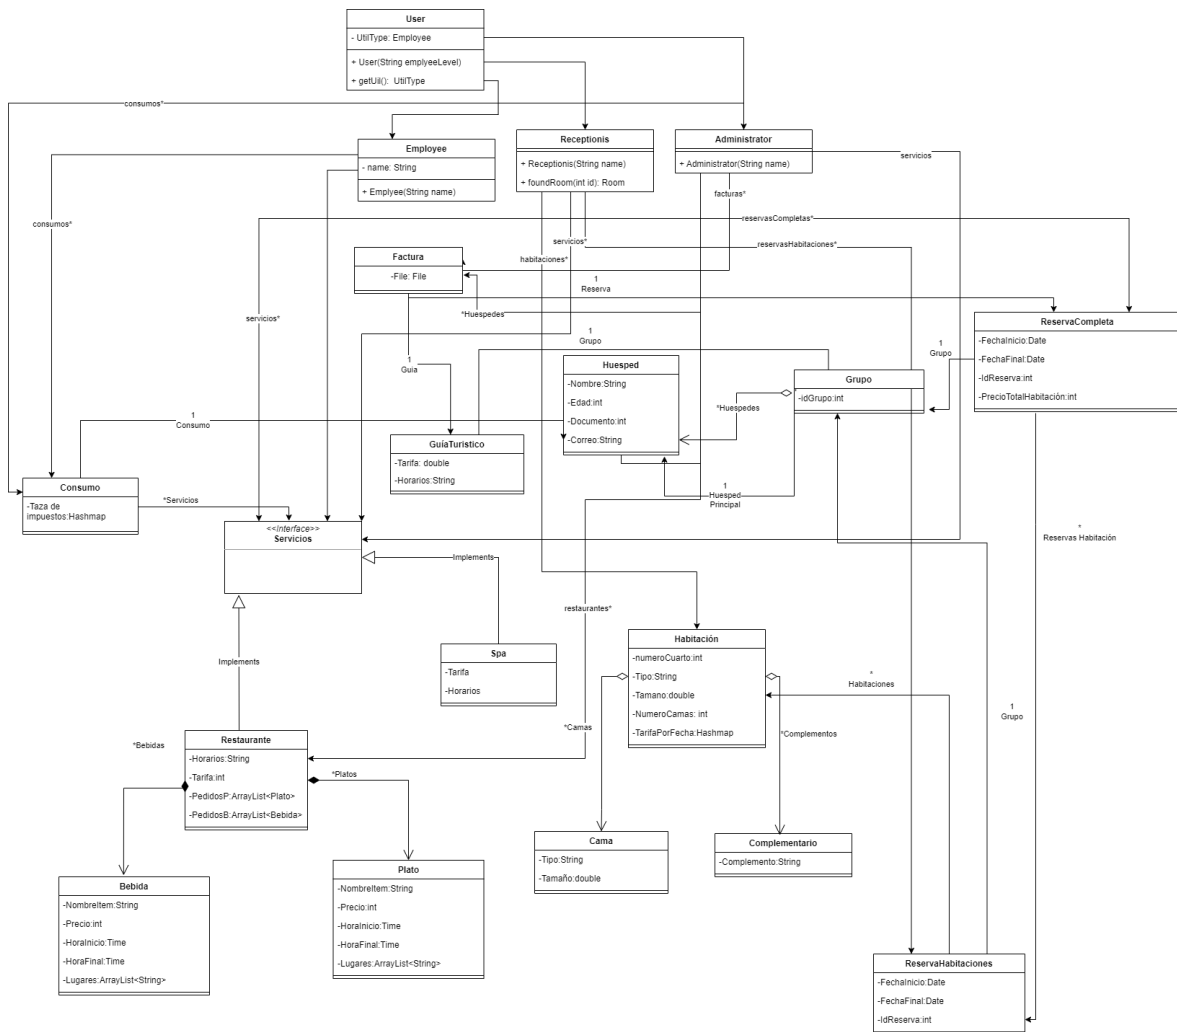 User
- UtilType: Employee
+ User(String emplyeeLevel)
+ getUil(): UtilType
consumos*
Employee
- name: String
+ Emplyee(String name)
Receptionis
+ Receptionis(String name)
+ foundRoom(int id): Room
Administrator
+ Administrator(String name)
servicios
facturas*
consumos*
reservasCompletas*
servicios*
reservasHabitaciones*
habitaciones*
Factura
-File: File
1
Reserva
servicios*
*Huespedes
ReservaCompleta
-FechaInicio:Date
-FechaFinal:Date
-IdReserva:int
-PrecioTotalHabitación:int
1
Grupo
1
Grupo
1
Guia
Huesped
-Nombre:String
-Edad:int
-Documento:int
-Correo:String
Grupo
-idGrupo:int
*Huespedes
1
Consumo
GuíaTuristico
-Tarifa: double
-Horarios:String
1
Huesped
Principal
Consumo
-Taza de
impuestos:Hashmap
*Servicios
<<Interface>>
Servicios
*
Reservas Habitación
Implements
restaurantes*
Habitación
-numeroCuarto:int
-Tipo:String
-Tamano:double
-NumeroCamas: int
-TarifaPorFecha:Hashmap
Implements
Spa
-Tarifa
-Horarios
*
Habitaciones
1
Grupo
*Camas
*Complementos
*Bebidas
Restaurante
-Horarios:String
-Tarifa:int
-PedidosP:ArrayList<Plato>
-PedidosB:ArrayList<Bebida>
*Platos
Cama
-Tipo:String
-Tamaño:double
Complementario
-Complemento:String
Bebida
-NombreItem:String
-Precio:int
-HoraInicio:Time
-HoraFinal:Time
-Lugares:ArrayList<String>
Plato
-NombreItem:String
-Precio:int
-HoraInicio:Time
-HoraFinal:Time
-Lugares:ArrayList<String>
ReservaHabitaciones
-FechaInicio:Date
-FechaFinal:Date
-IdReserva:int